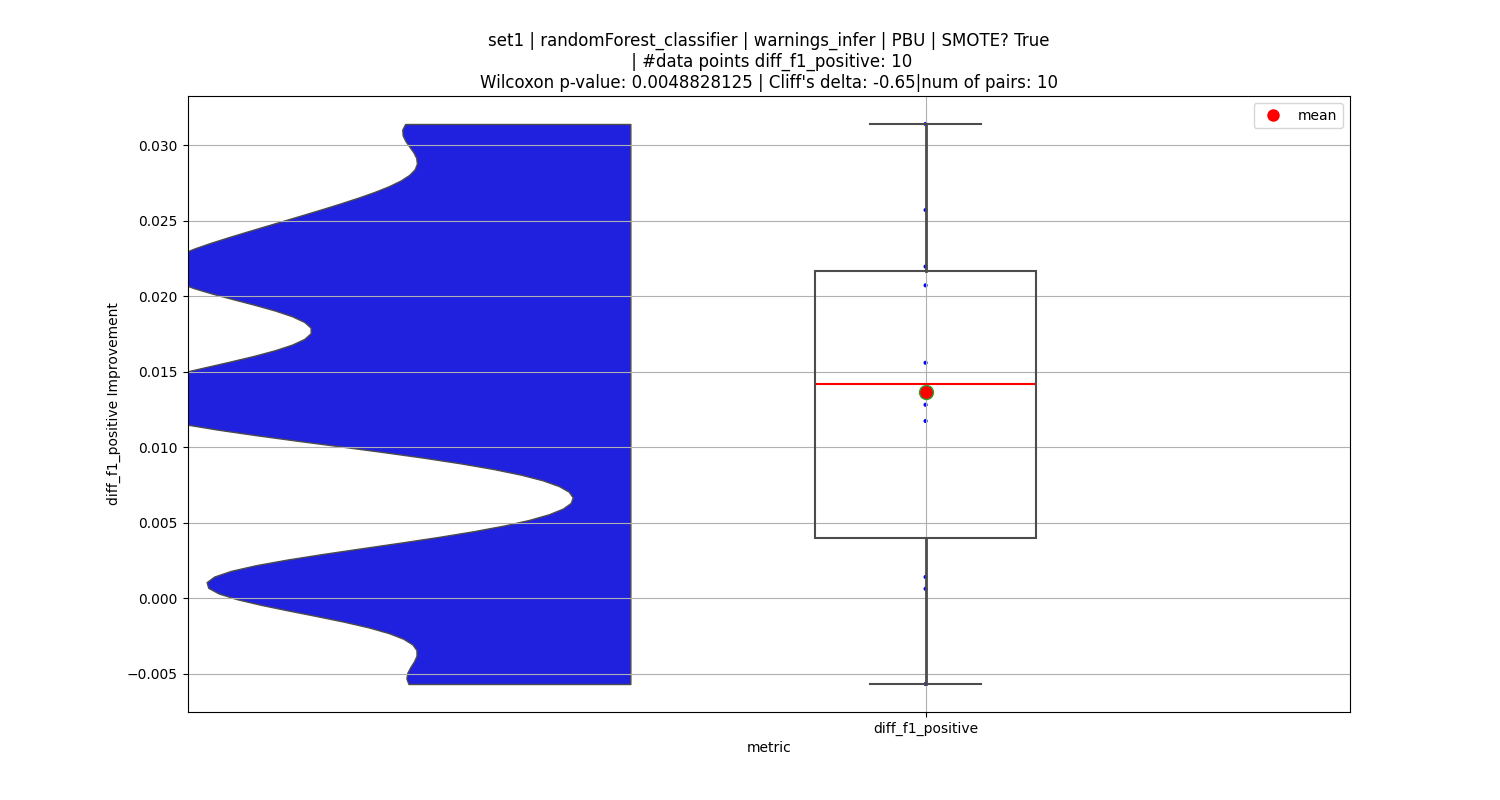 set1 | randomForest_classifier | warnings_infer | PBU | SMOTE? True
| #data points diff_f1_positive: 10
Wilcoxon p-value: 0.0048828125 | Cliff's delta: -0.65|num of pairs: 10
mean
0.030
0.025
0.020
0.015
0.010
0.005
0.000
−0.005
diff_f1_positive Improvement
diff_f1_positive
metric